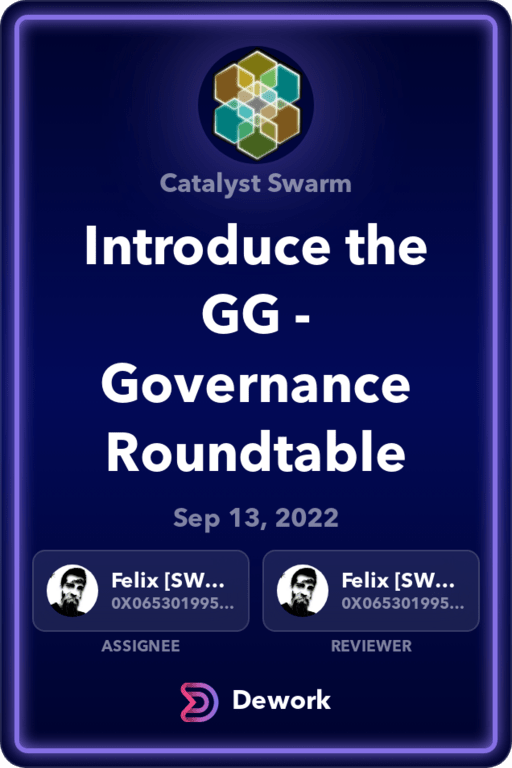 Catalyst Swarm
Introduce the
GG -
Governance
Roundtable
Sep 13, 2022
Felix [SW...
0X065301995...
ASSIGNEE
Felix [SW...
0X065301995...
REVIEWER
Dework